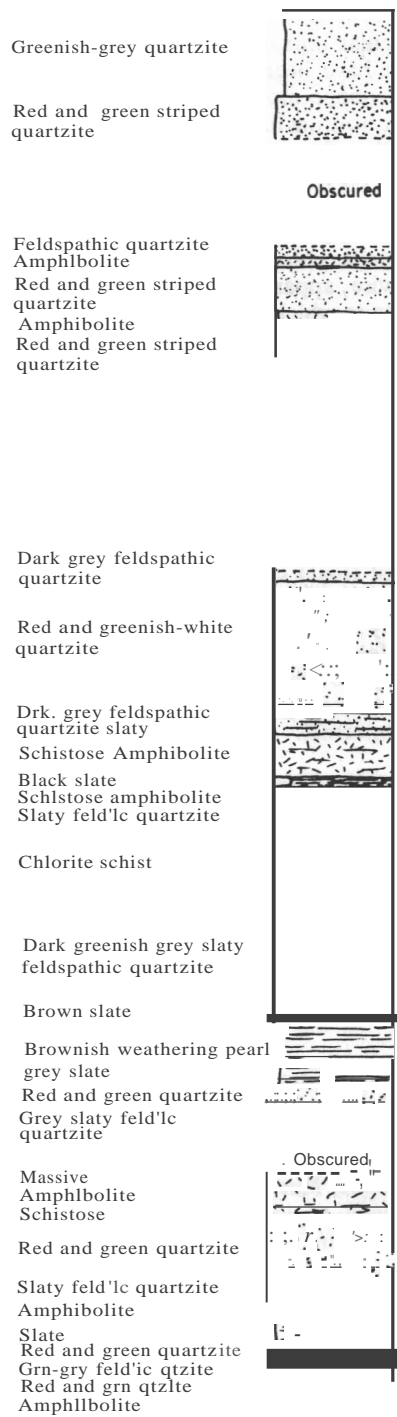 Greenish-grey quartzite
Red and green striped
quartzite
Obscured
Feldspathic quartzite
Amphlbolite
Red and green striped
quartzite
Amphibolite
Red and green striped
quartzite
Dark grey feldspathic
quartzite
Red and greenish-white
quartzite
Drk. grey feldspathic
quartzite slaty
Schistose Amphibolite
Black slate
Schlstose amphibolite
Slaty feld'lc quartzite
Chlorite schist
Dark greenish grey slaty
feldspathic quartzite
Brown slate
Brownish weathering pearl
grey slate
Red and green quartzite
Grey slaty feld'lc
quartzite
Obscured
Massive
Amphlbolite
Schistose
Red and green quartzite
Slaty feld'lc quartzite
Amphibolite
Slate
Red and green quartzite
Grn-gry feld'ic qtzite
Red and grn qtzlte
Amphllbolite